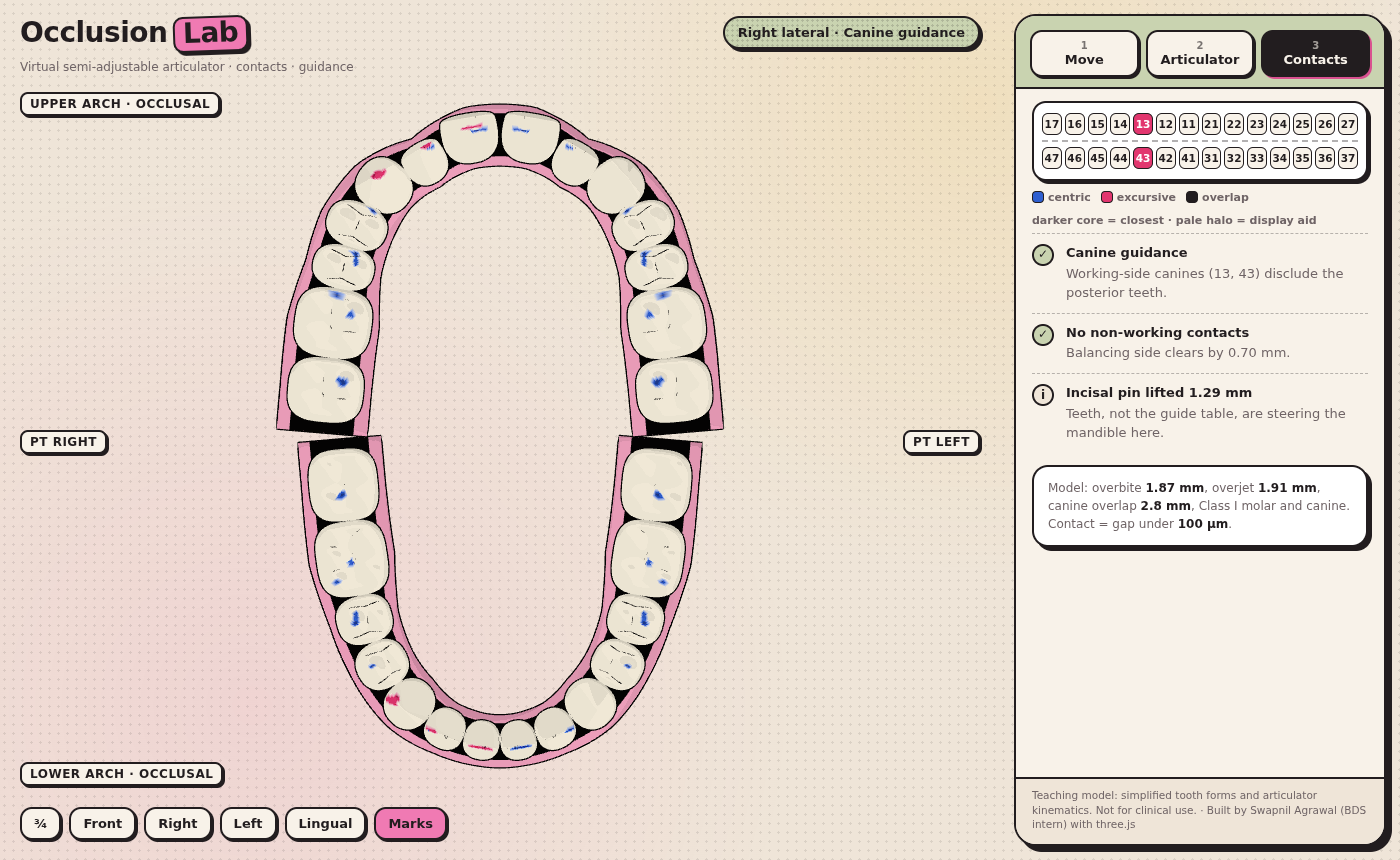 Occlusion Lab
Virtual semi-adjustable articulator · contacts · guidance
Right lateral · Canine guidance
UPPER ARCH · OCCLUSAL
PT RIGHT
PT LEFT
LOWER ARCH · OCCLUSAL
¾ Front Right Left Lingual Marks
1 Move
2 Articulator
3 Contacts
17 16 15 14 13 12 11 21 22 23 24 25 26 27
47 46 45 44 43 42 41 31 32 33 34 35 36 37
centric excursive overlap
darker core = closest · pale halo = display aid
✓ Canine guidance
Working-side canines (13, 43) disclude the
posterior teeth.
✓ No non-working contacts
Balancing side clears by 0.70 mm.
i Incisal pin lifted 1.29 mm
Teeth, not the guide table, are steering the
mandible here.
Model: overbite 1.87 mm, overjet 1.91 mm,
canine overlap 2.8 mm, Class I molar and canine.
Contact = gap under 100 µm.
Teaching model: simplified tooth forms and articulator
kinematics. Not for clinical use. · Built by Swapnil Agrawal (BDS
intern) with three.js